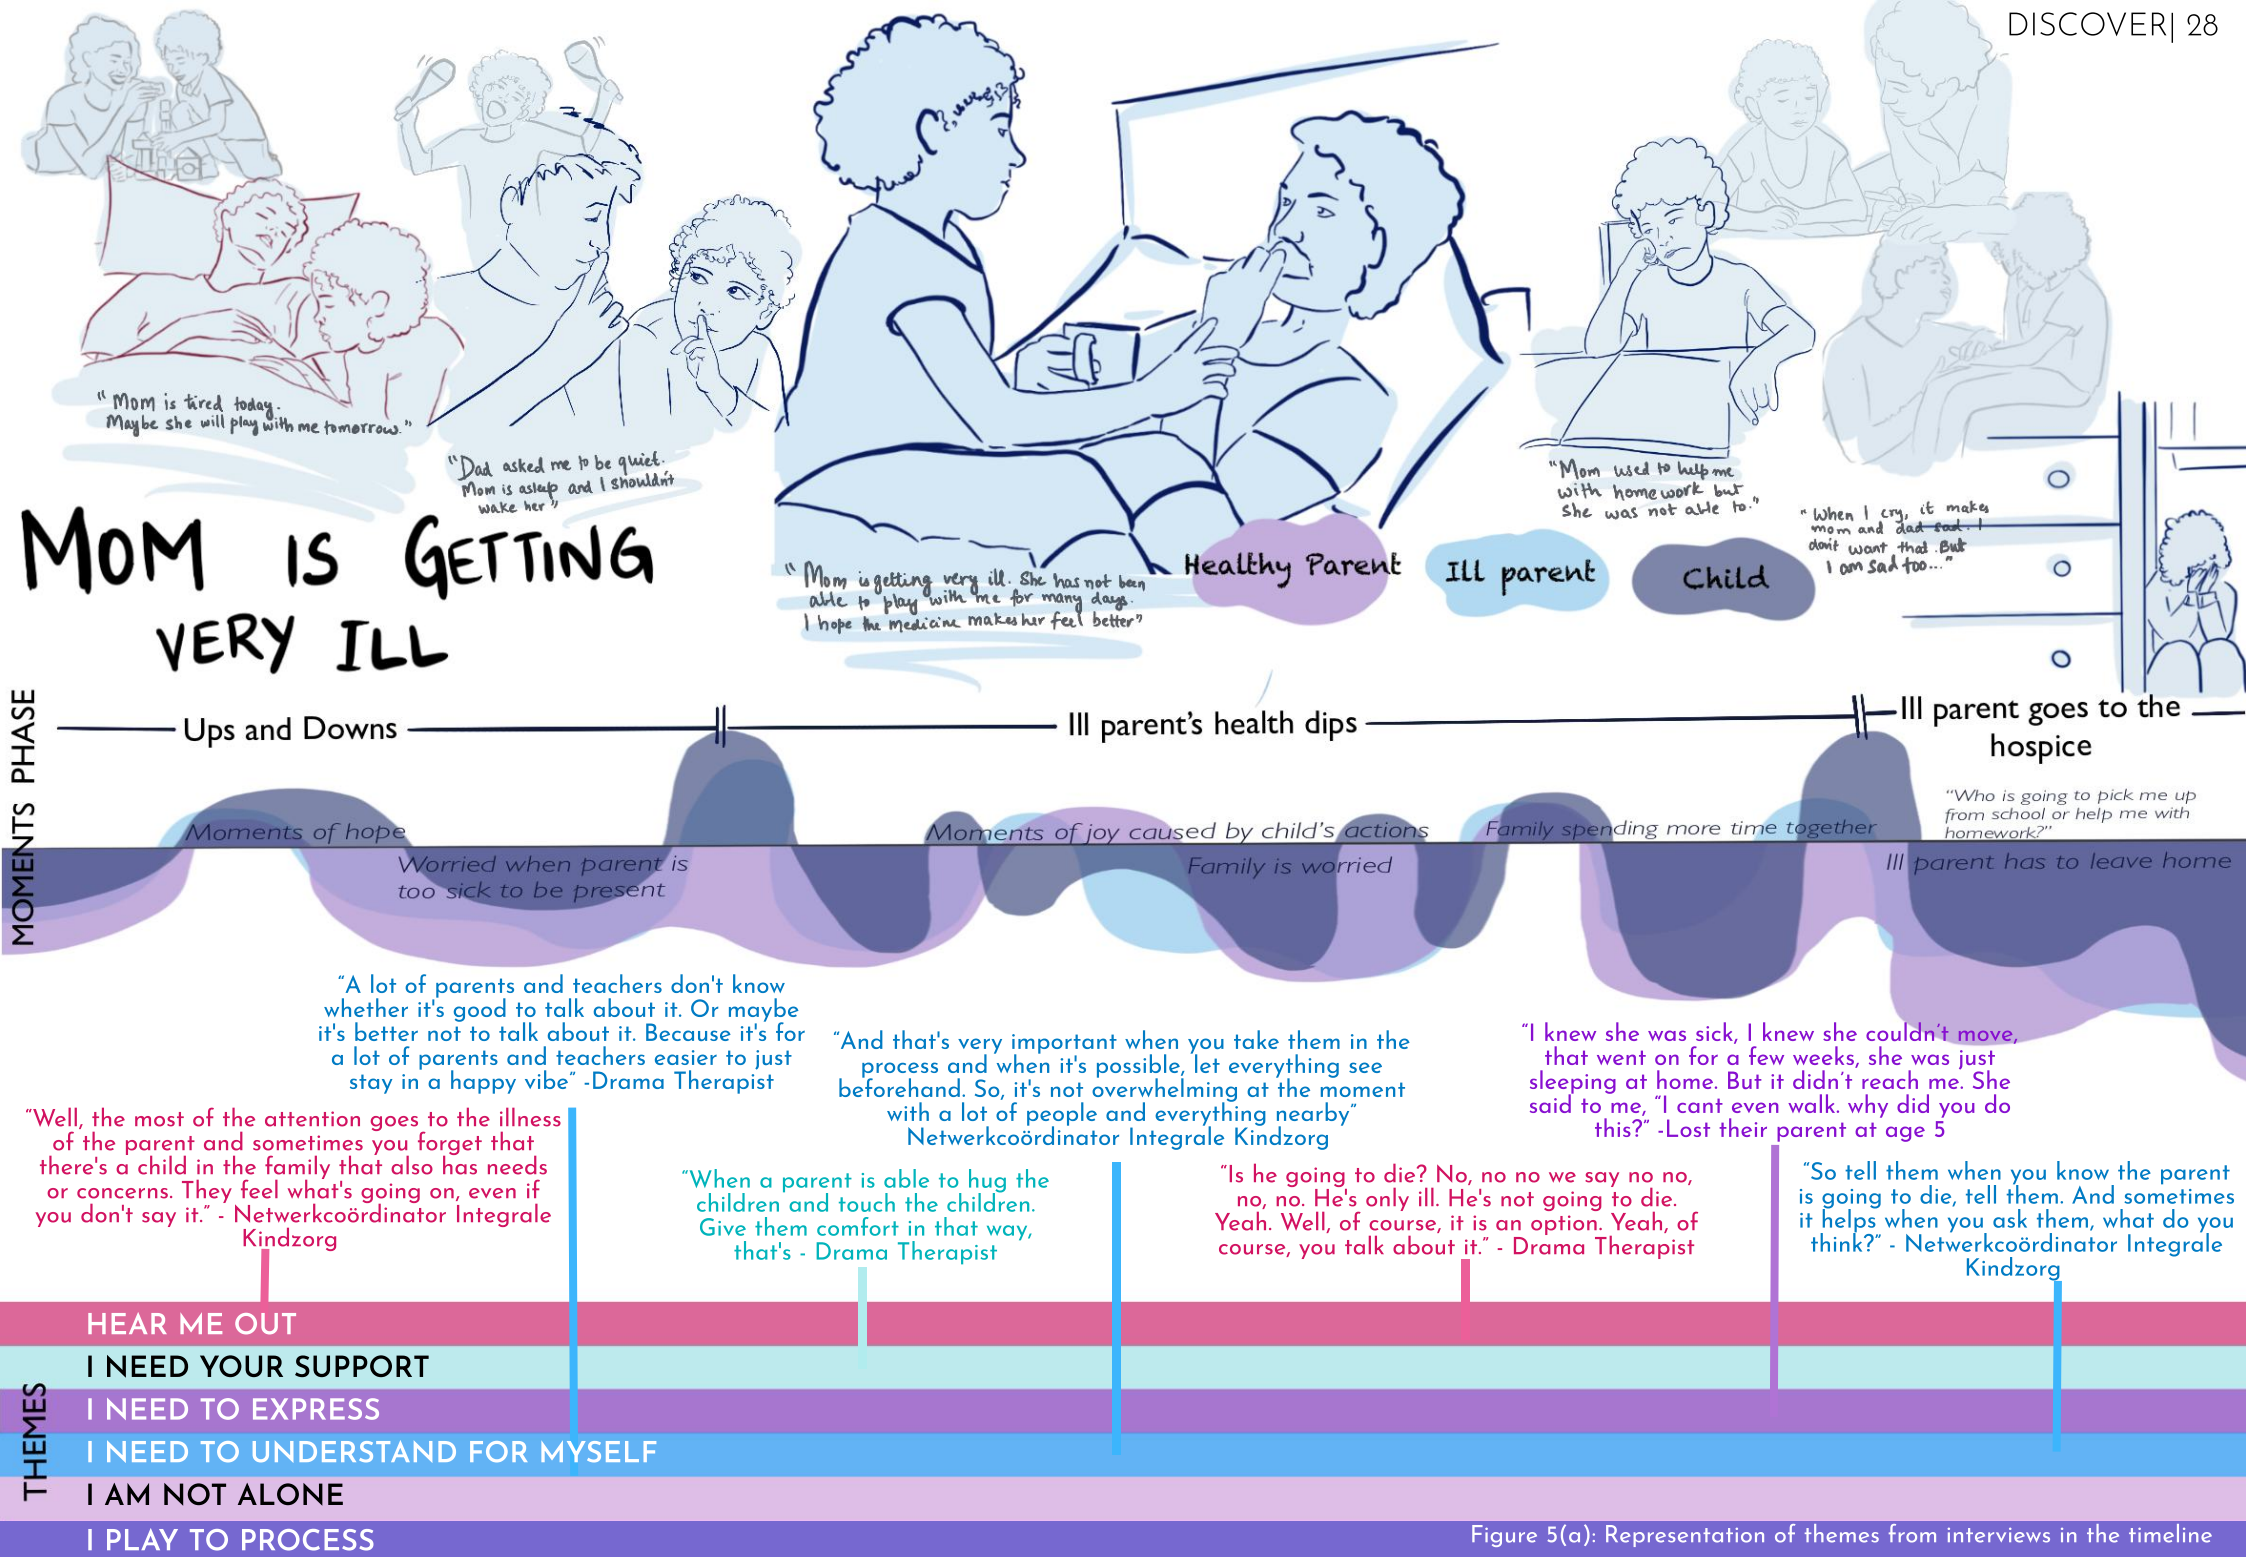 DISCOVER| 28
“Mom is tired today.
Maybe she will play with me tomorrow.”
“Dad asked me to be quiet.
Mom is asleep and I shouldn't
wake her”
MOM IS GETTING
VERY ILL
“Mom is getting very ill. She has not been
able to play with me for many days.
I hope the medicine makes her feel better”
Healthy Parent
Ill parent
Child
“Mom used to help me
with homework but
She was not able to.”
“When I cry, it makes
mom and dad sad. I
don't want that. But
I am sad too...”
MOMENTS PHASE
Ups and Downs
Ill parent's health dips
Ill parent goes to the
hospice
Moments of hope
Worried when parent is
too sick to be present
Moments of joy caused by child's actions
Family is worried
Family spending more time together
“Who is going to pick me up
from school or help me with
homework?”
Ill parent has to leave home
“A lot of parents and teachers don't know
whether it's good to talk about it. Or maybe
it's better not to talk about it. Because it's for
a lot of parents and teachers easier to just
stay in a happy vibe” -Drama Therapist
“Well, the most of the attention goes to the illness
of the parent and sometimes you forget that
there's a child in the family that also has needs
or concerns. They feel what's going on, even if
you don't say it.” - Netwerkcoördinator Integrale
Kindzorg
“When a parent is able to hug the
children and touch the children.
Give them comfort in that way,
that's - Drama Therapist
“And that's very important when you take them in the
process and when it's possible, let everything see
beforehand. So, it's not overwhelming at the moment
with a lot of people and everything nearby”
Netwerkcoördinator Integrale Kindzorg
“Is he going to die? No, no no we say no no,
no, no. He's only ill. He's not going to die.
Yeah. Well, of course, it is an option. Yeah, of
course, you talk about it.” - Drama Therapist
“I knew she was sick, I knew she couldn't move,
that went on for a few weeks, she was just
sleeping at home. But it didn't reach me. She
said to me, “I cant even walk. why did you do
this?” -Lost their parent at age 5
“So tell them when you know the parent
is going to die, tell them. And sometimes
it helps when you ask them, what do you
think?” - Netwerkcoördinator Integrale
Kindzorg
THEMES
HEAR ME OUT
I NEED YOUR SUPPORT
I NEED TO EXPRESS
I NEED TO UNDERSTAND FOR MYSELF
I AM NOT ALONE
I PLAY TO PROCESS
Figure 5(a): Representation of themes from interviews in the timeline